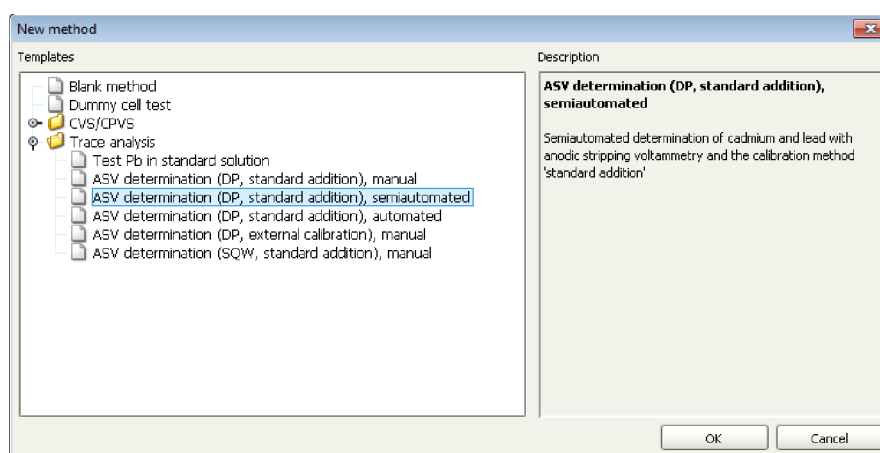 New method
Templates
Description
Blank method
Dummy cell test
CVS/CPVS
Trace analysis
Test Pb in standard solution
ASV determination (DP, standard addition), manual
ASV determination (DP, standard addition), semiautomated
ASV determination (DP, standard addition), automated
ASV determination (DP, external calibration), manual
ASV determination (SQW, standard addition), manual
ASV determination (DP, standard addition),
semiautomated
Semiautomated determination of cadmium and lead with
anodic stripping voltammetry and the calibration method
'standard addition'
OK
Cancel